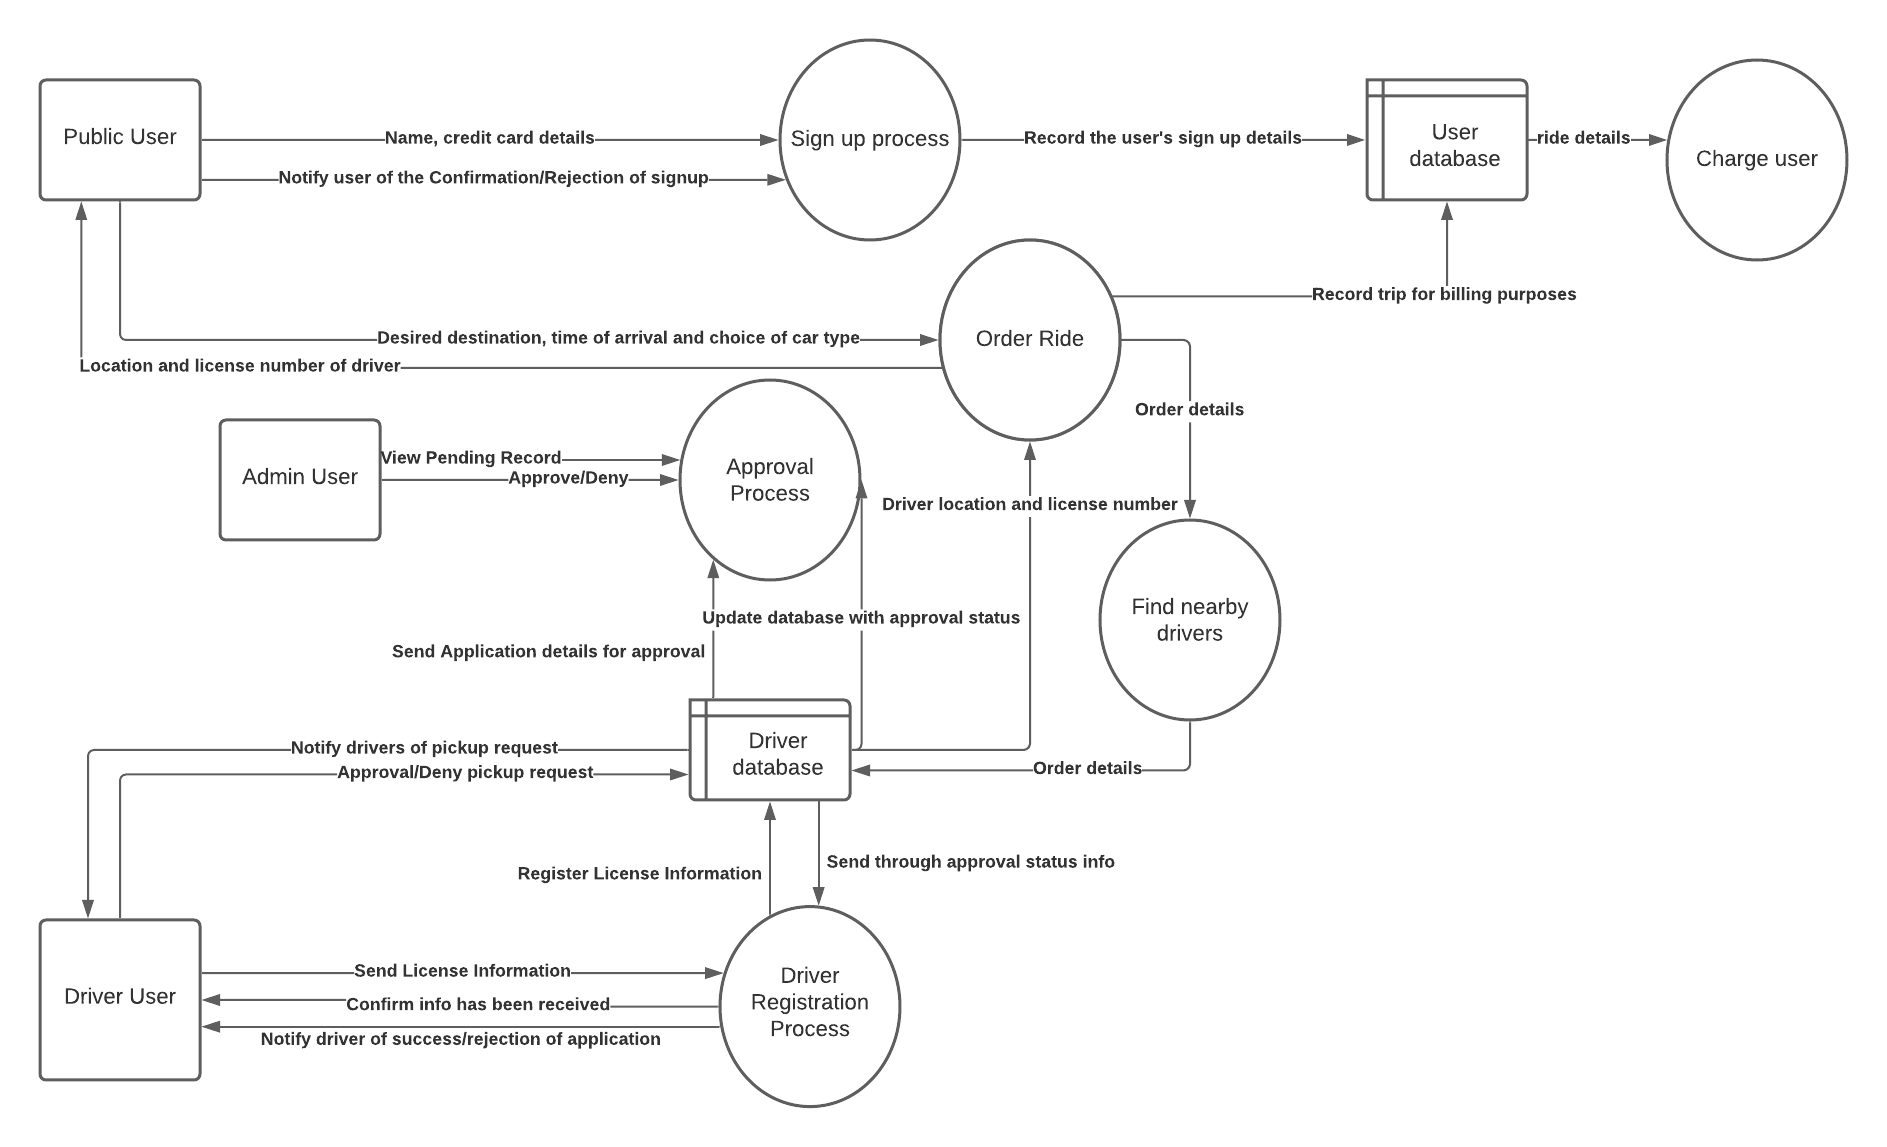 Public User
Name, credit card details
Sign up process
Record the user's sign up details
User
database
ride details
Charge user
Notify user of the Confirmation/Rejection of signup
Record trip for billing purposes
Desired destination, time of arrival and choice of car type
Order Ride
Location and license number of driver
Order details
Admin User
View Pending Record
Approve/Deny
Approval
Process
Driver location and license number
Find nearby
drivers
Update database with approval status
Send Application details for approval
Notify drivers of pickup request
Approval/Deny pickup request
Driver
database
Order details
Register License Information
Send through approval status info
Driver User
Send License Information
Confirm info has been received
Notify driver of success/rejection of application
Driver
Registration
Process